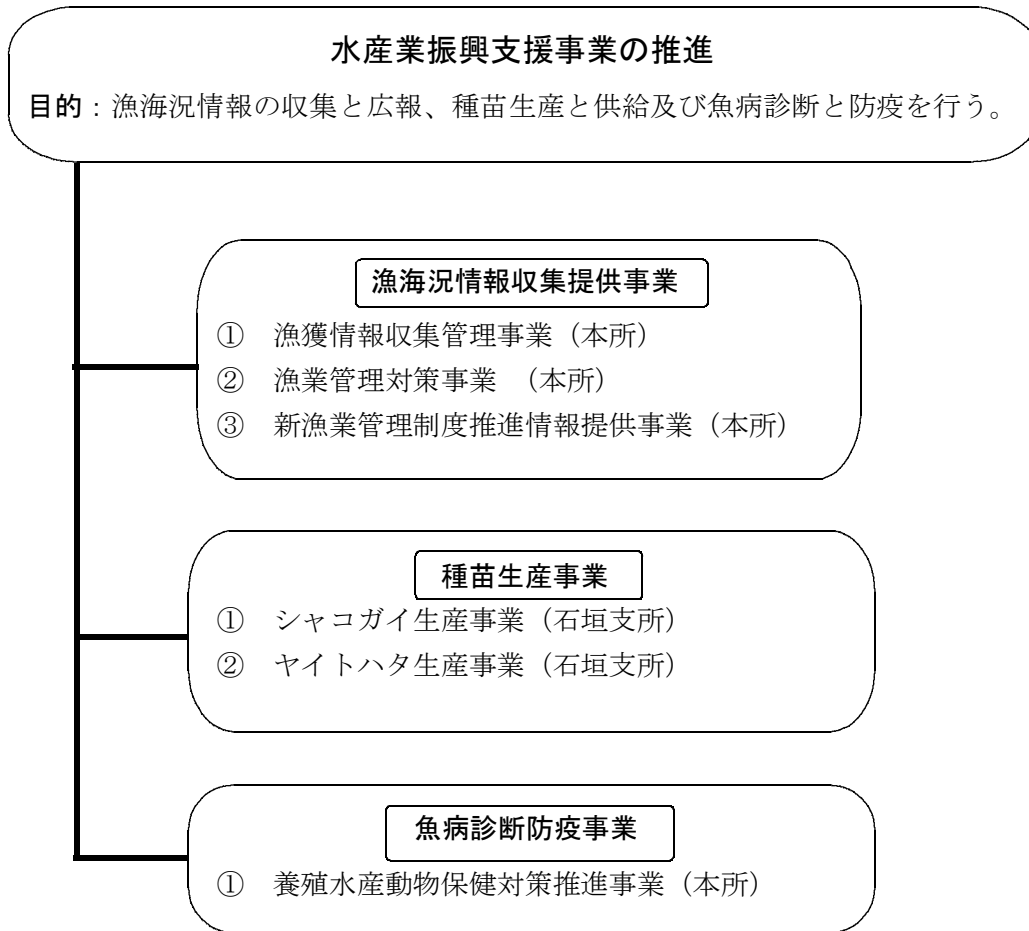 水産業振興支援事業の推進
目的：漁海況情報の収集と広報、種苗生産と供給及び魚病診断と防疫を行う。
漁海況情報収集提供事業
① 漁獲情報収集管理事業（本所）
② 漁業管理対策事業 （本所）
③ 新漁業管理制度推進情報提供事業（本所）
種苗生産事業
① シャコガイ生産事業（石垣支所）
② ヤイトハタ生産事業（石垣支所）
魚病診断防疫事業
① 養殖水産動物保健対策推進事業（本所）